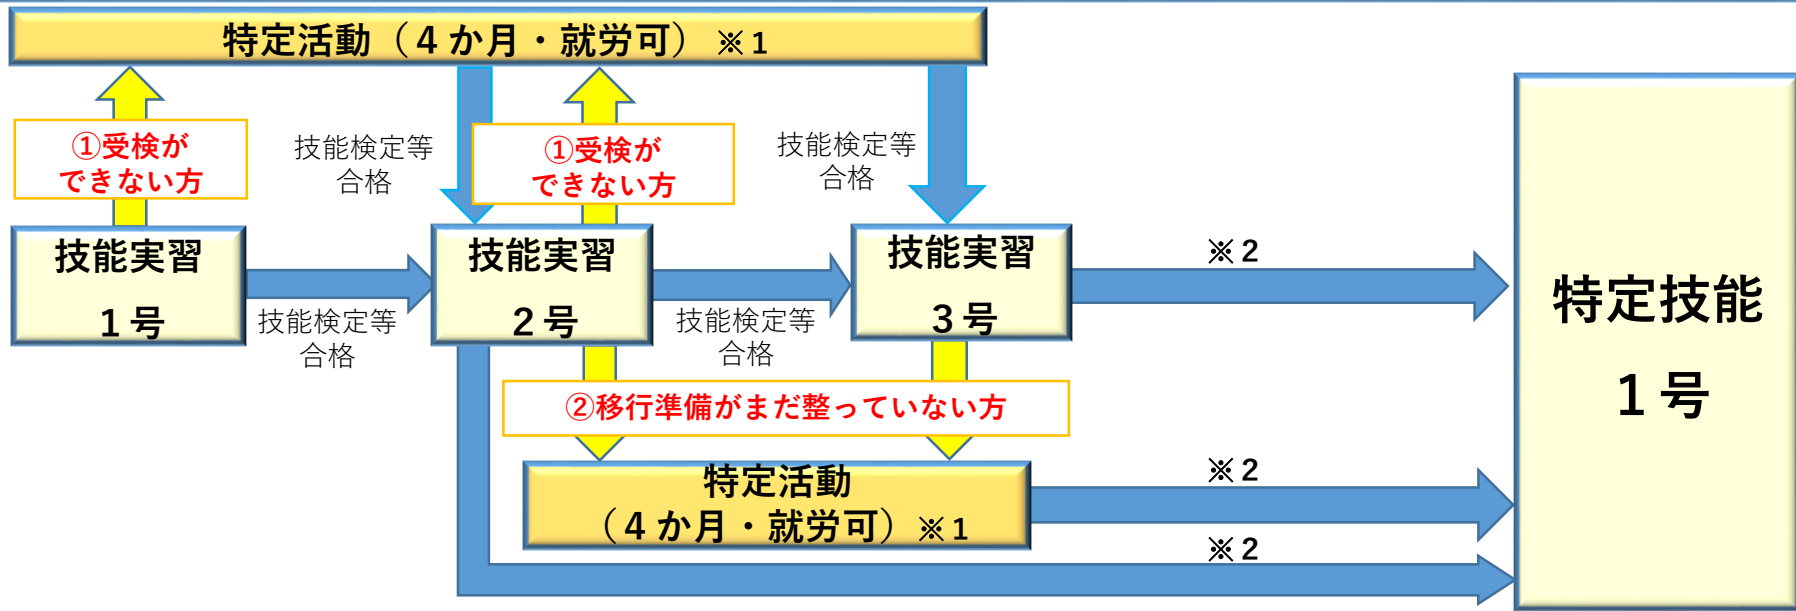 特定活動（４か月・就労可）※１
①受検が
できない方
技能検定等
合格
①受検が
できない方
技能検定等
合格
技能実習
１号
技能検定等
合格
技能実習
２号
技能検定等
合格
技能実習
３号
※２
②移行準備がまだ整っていない方
特定活動
（４か月・就労可）※１
※２
※２
特定技能
１号